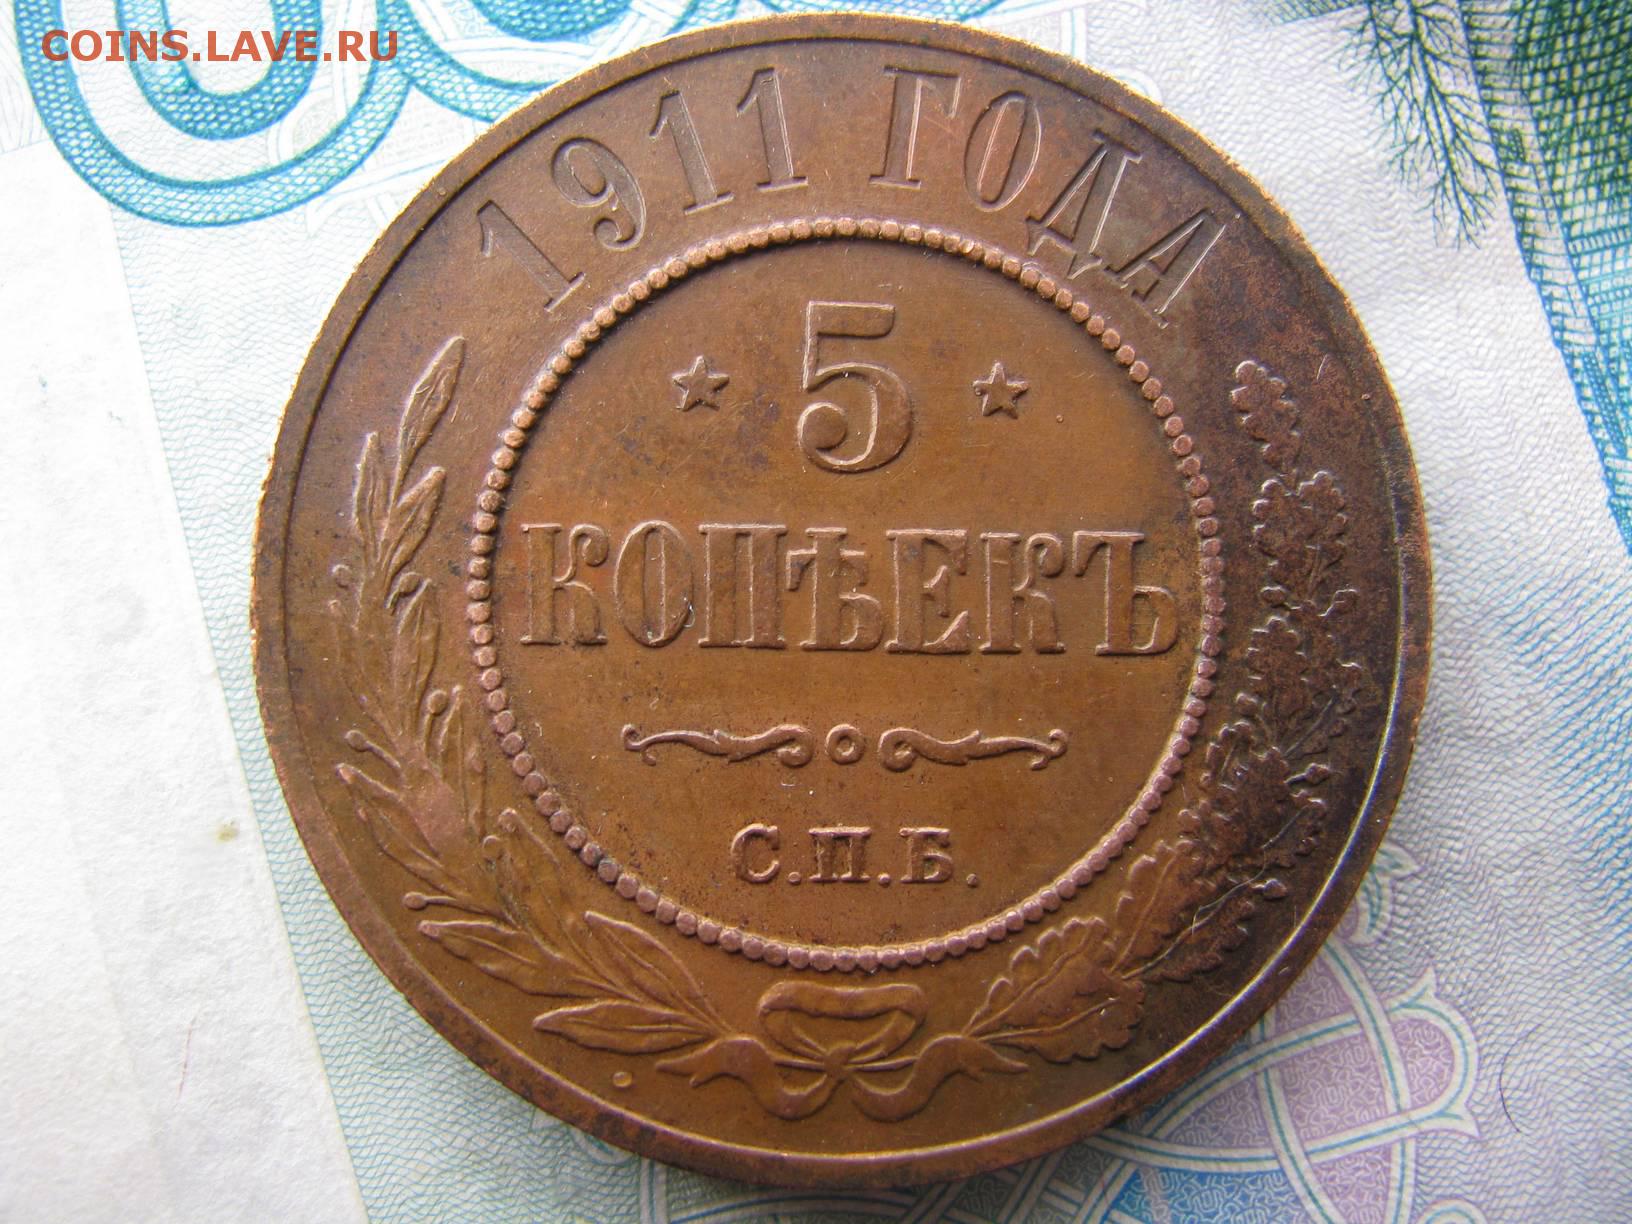 COINS.LAVE.RU
1911 ГОДА
5
КОПѢЕКЪ
С.П.Б.